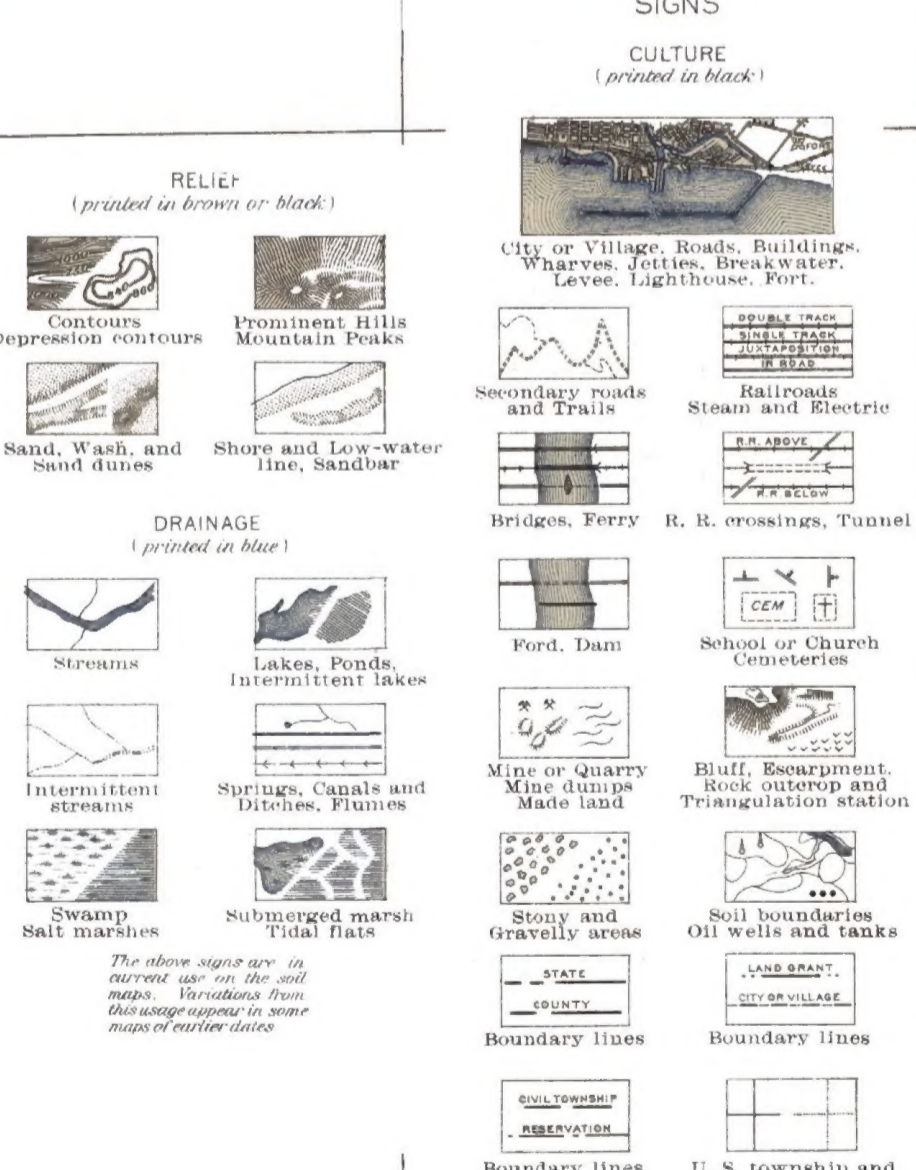 SIGNS
CULTURE
(printed in black)
RELIEF
(printed in brown or black)
Contours
Depression contours
Prominent Hills
Mountain Peaks
Sand, Wash, and
Sand dunes
Shore and Low-water
line, Sandbar
DRAINAGE
(printed in blue)
Streams
Lakes, Ponds,
Intermittent lakes
Intermittent
streams
Springs, Canals and
Ditches, Flumes
Swamp
Salt marshes
Submerged marsh
Tidal flats
The above signs are in
current use on the soil
maps. Variations from
this usage appear in some
maps of earlier dates
L.H.
FORT
City or Village, Roads, Buildings,
Wharves, Jetties, Breakwater,
Levee, Lighthouse, Fort.
Secondary roads
and Trails
DOUBLE TRACK
SINGLE TRACK
JUXTAPOSITION
IN ROAD
Railroads
Steam and Electric
Bridges, Ferry
R.R. ABOVE
R.R. BELOW
R. R. crossings, Tunnel
Ford, Dam
CEM
School or Church
Cemeteries
Mine or Quarry
Mine dumps
Made land
Bluff, Escarpment,
Rock outcrop and
Triangulation station
Stony and
Gravelly areas
Soil boundaries
Oil wells and tanks
STATE
COUNTY
Boundary lines
LAND GRANT
CITY OR VILLAGE
Boundary lines
CIVIL TOWNSHIP
RESERVATION
Boundary lines
U. S. township and